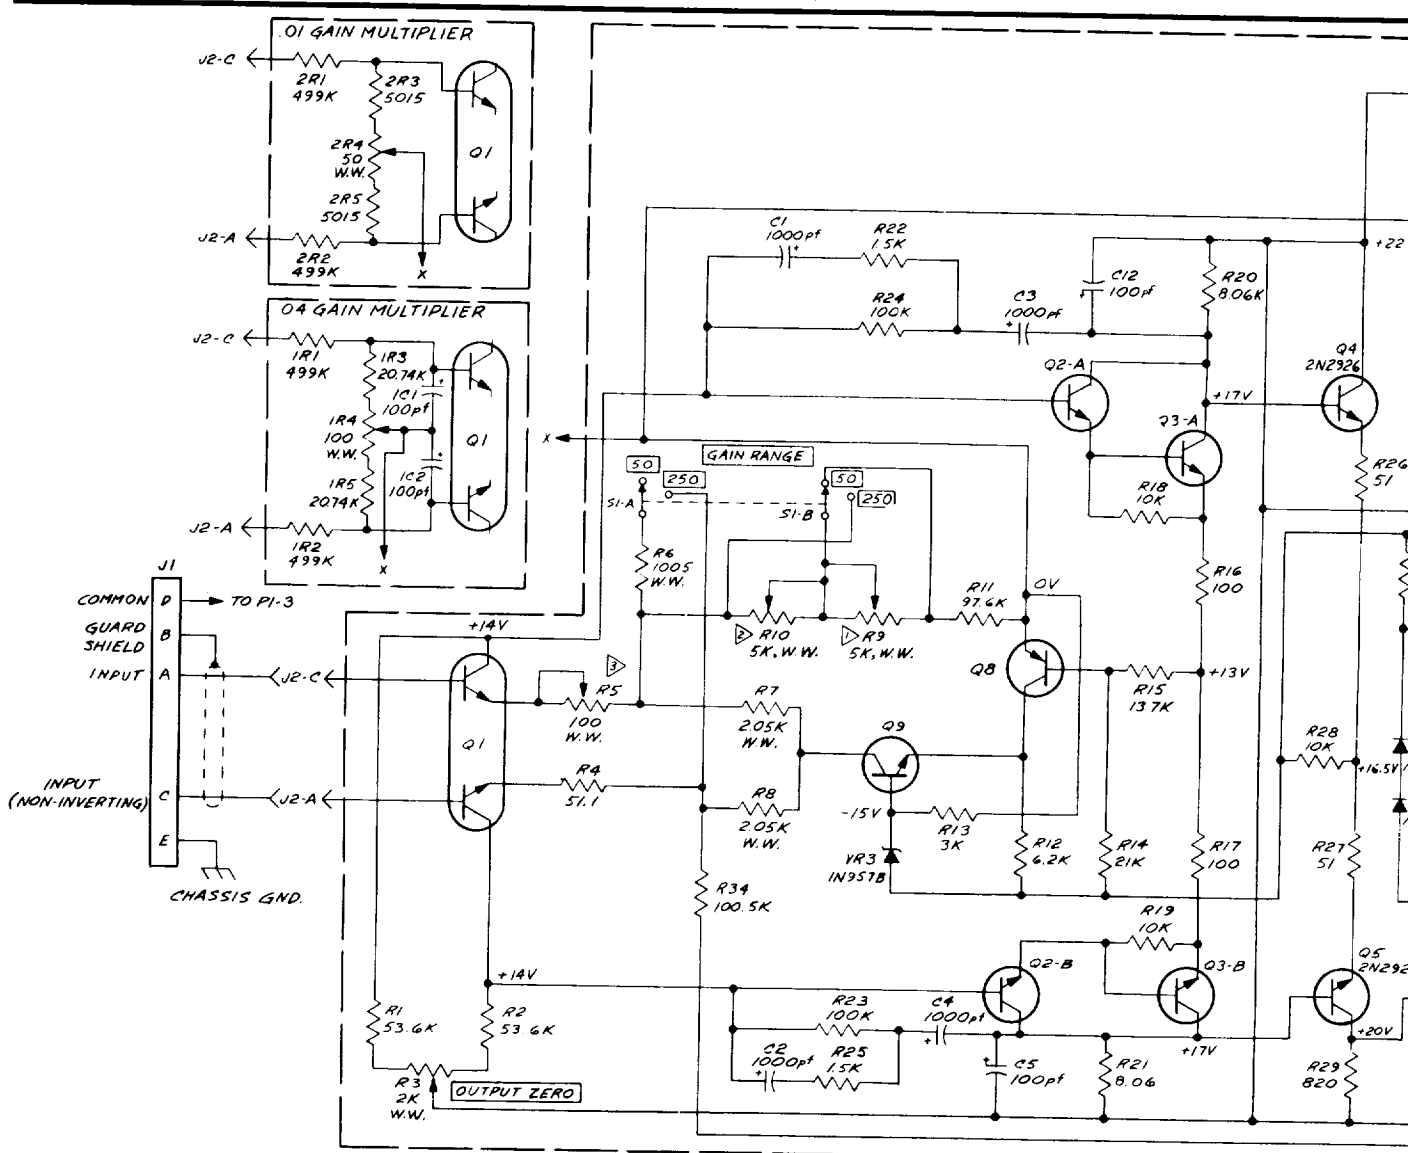 .01 GAIN MULTIPLIER
J2-C
2R1
499K
2R3
5015
2R4
50
W.W.
Q1
2R5
5015
J2-A
2R2
499K
X
.04 GAIN MULTIPLIER
J2-C
1R1
499K
1R3
20.74K
1C1
100pf
1R4
100
W.W.
Q1
1C2
100pf
1R5
20.74K
J2-A
1R2
499K
X
C1
1000pf
+
R22
1.5K
R24
100K
C3
1000pf
+
C12
100pf
+
R20
8.06K
+22
Q4
2N2926
Q2-A
+17V
Q3-A
R18
10K
R26
51
X
GAIN RANGE
50
250
S1-A
S1-B
50
250
R6
1005
W.W.
R16
100
J1
COMMON D
TO P1-3
GUARD
SHIELD
B
INPUT A
J2-C
INPUT
(NON-INVERTING) C
J2-A
E
CHASSIS GND.
+14V
Q1
3
R5
100
W.W.
R4
51.1
2
R10
5K, W.W.
1
R9
5K, W.W.
R11
97.6K
0V
Q8
R15
13.7K
+13V
R7
2.05K
W.W.
R8
2.05K
W.W.
Q9
-15V
R13
3K
VR3
1N957B
R12
6.2K
R14
21K
R17
100
R28
10K
+16.5V
R27
51
R34
100.5K
R19
10K
+14V
Q2-B
Q3-B
Q5
2N292
R1
53.6K
R2
53.6K
R3
2K
W.W.
OUTPUT ZERO
R23
100K
C4
1000pf
+
C2
1000pf
+
R25
1.5K
C5
100pf
+
R21
8.06
+17V
+20V
R29
820